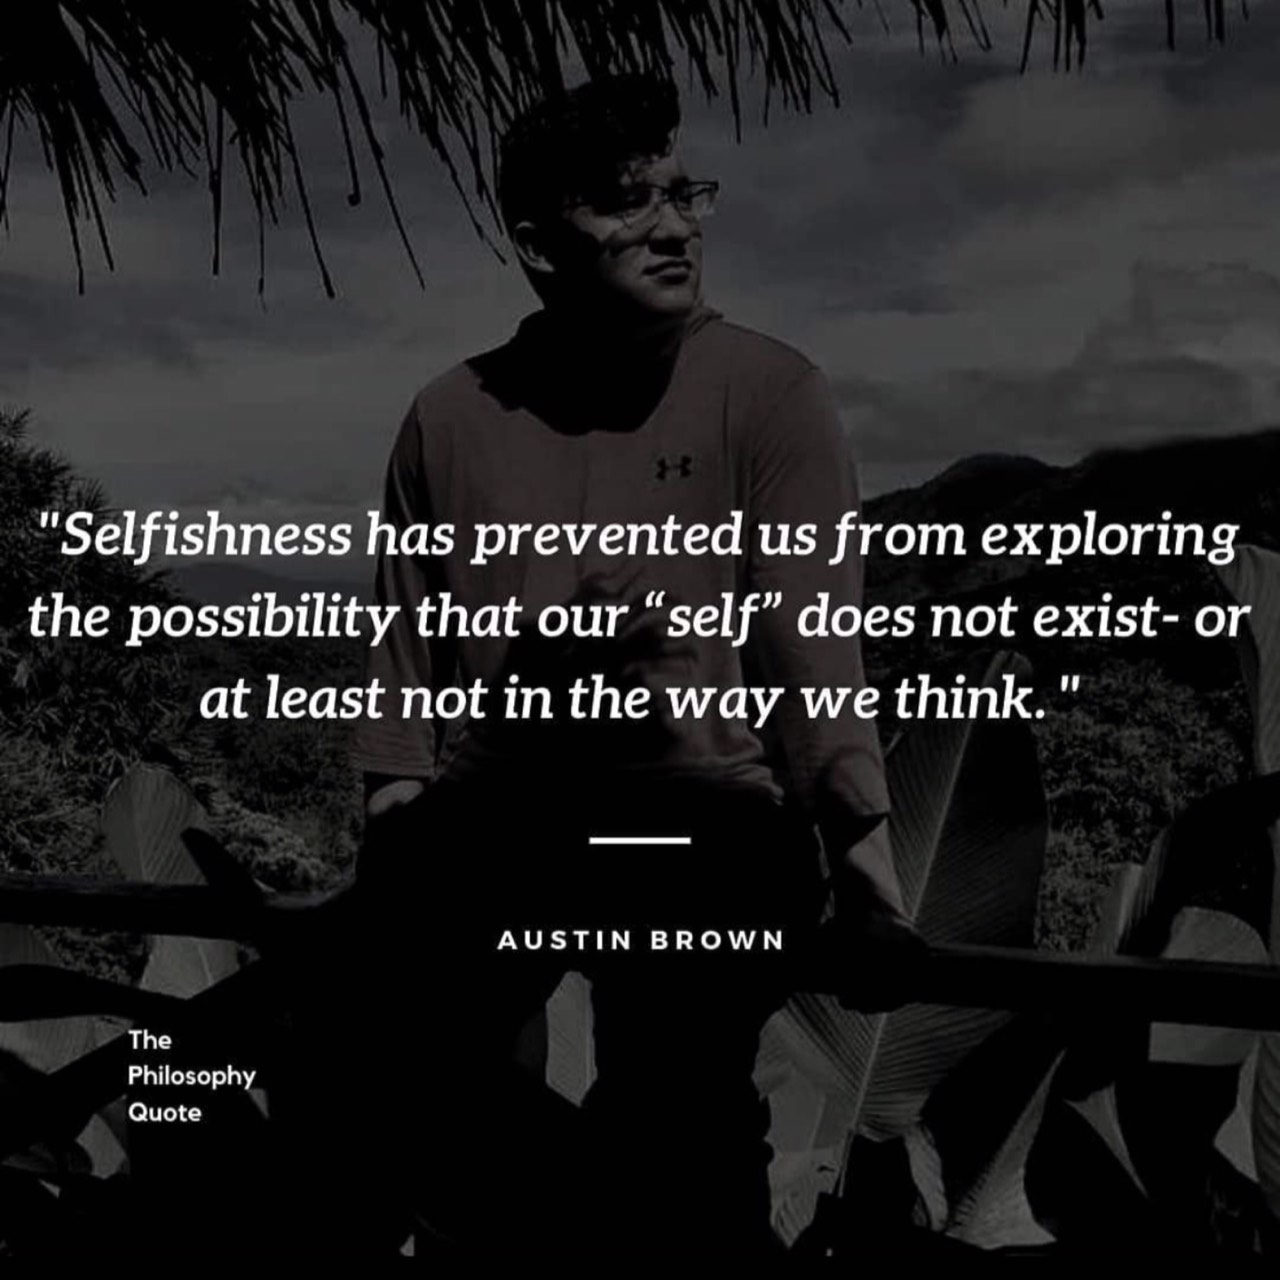 "Selfishness has prevented us from exploring
the possibility that our “self” does not exist- or
at least not in the way we think. "
AUSTIN BROWN
The
Philosophy
Quote